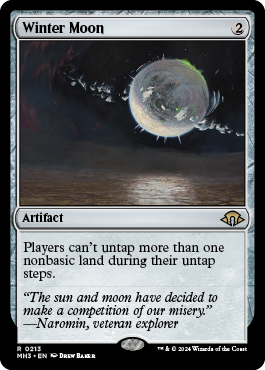 Winter Moon 2
Artifact
Players can't untap more than one
nonbasic land during their untap
steps.
“The sun and moon have decided to
make a competition of our misery.”
—Naromin, veteran explorer
R 0213
MH3 • EN Drew Baker
™ & © 2024 Wizards of the Coast